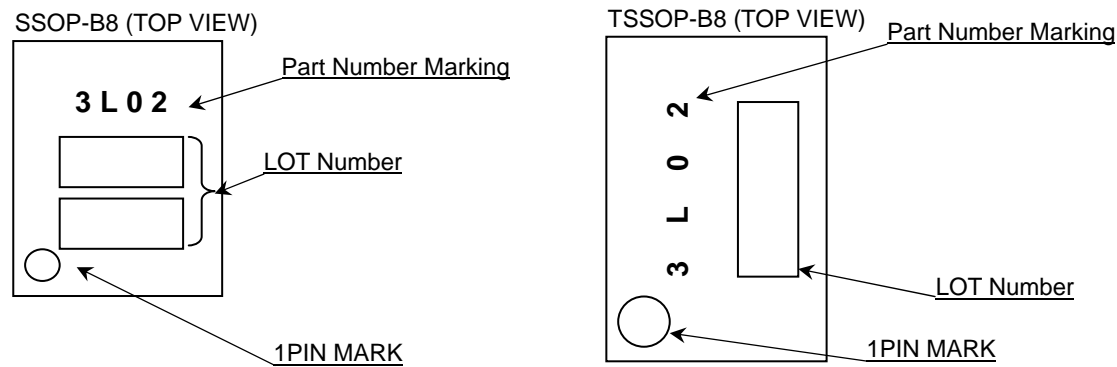 SSOP-B8 (TOP VIEW)
Part Number Marking
3L02
LOT Number
1PIN MARK
TSSOP-B8 (TOP VIEW)
Part Number Marking
3L02
LOT Number
1PIN MARK